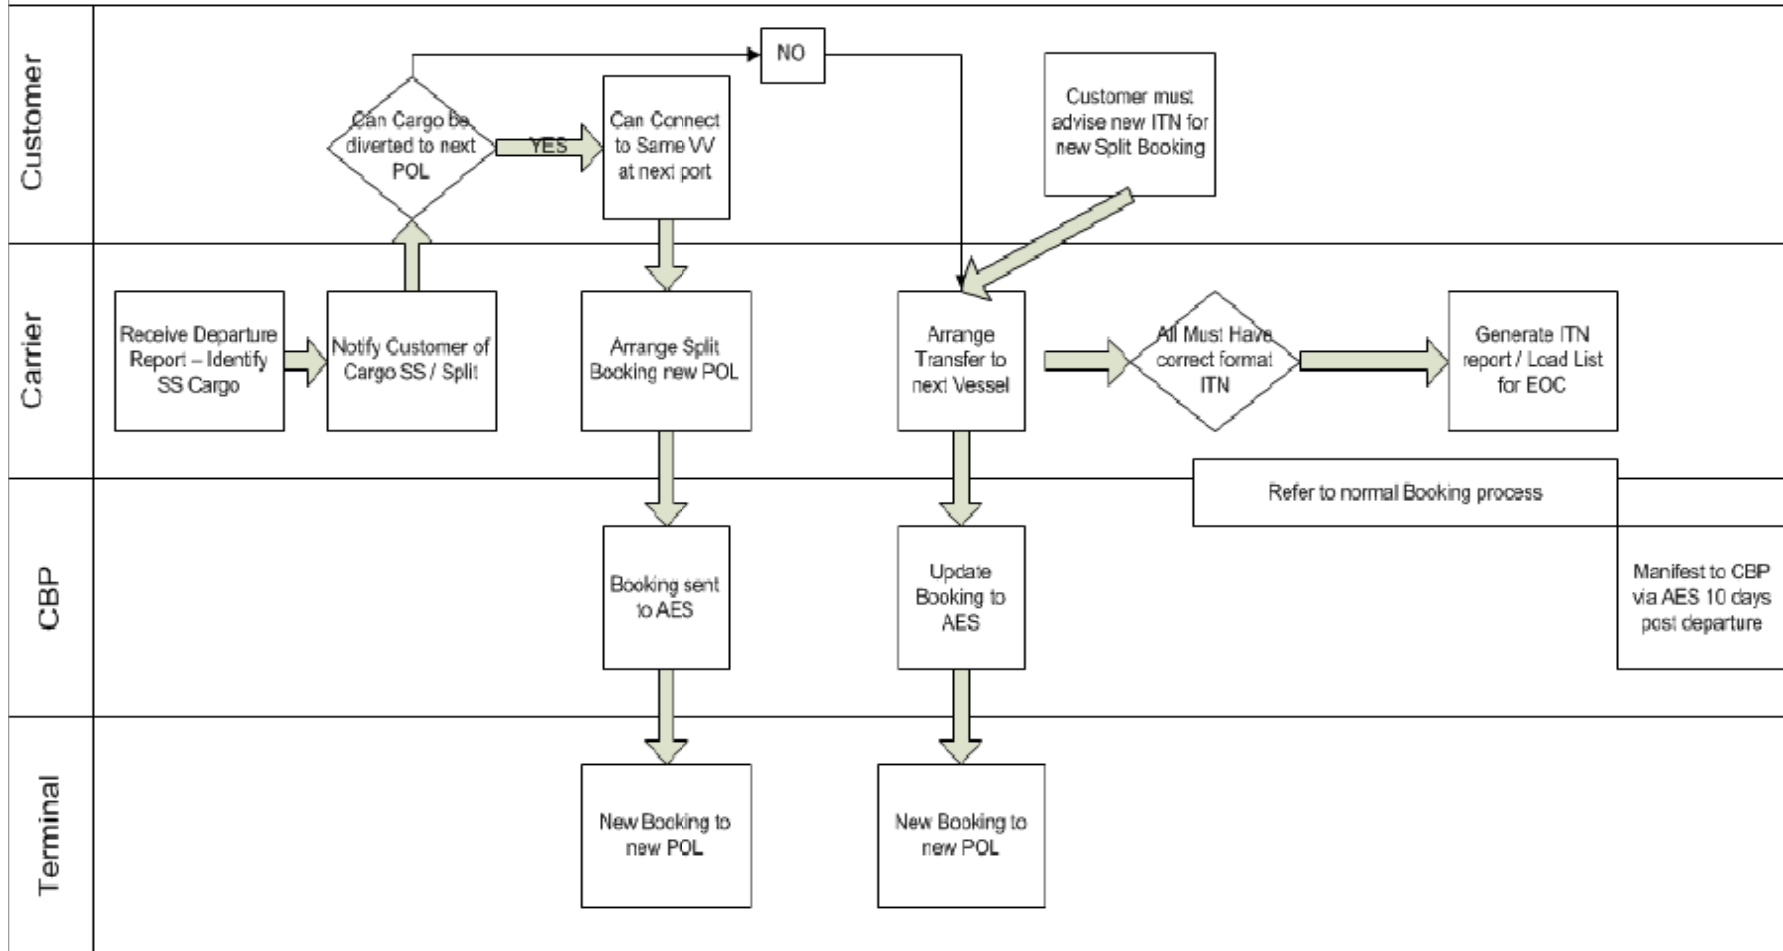 Customer
NO
Can Cargo be
diverted to next
POL
YES
Can Connect
to Same VV
at next port
Customer must
advise new ITN for
new Split Booking
Carrier
Receive Departure
Report – Identify
SS Cargo
Notify Customer of
Cargo SS / Split
Arrange Split
Booking new POL
Arrange
Transfer to
next Vessel
All Must Have
correct format
ITN
Generate ITN
report / Load List
for EOC
Refer to normal Booking process
CBP
Booking sent
to AES
Update
Booking to
AES
Manifest to CBP
via AES 10 days
post departure
Terminal
New Booking to
new POL
New Booking to
new POL